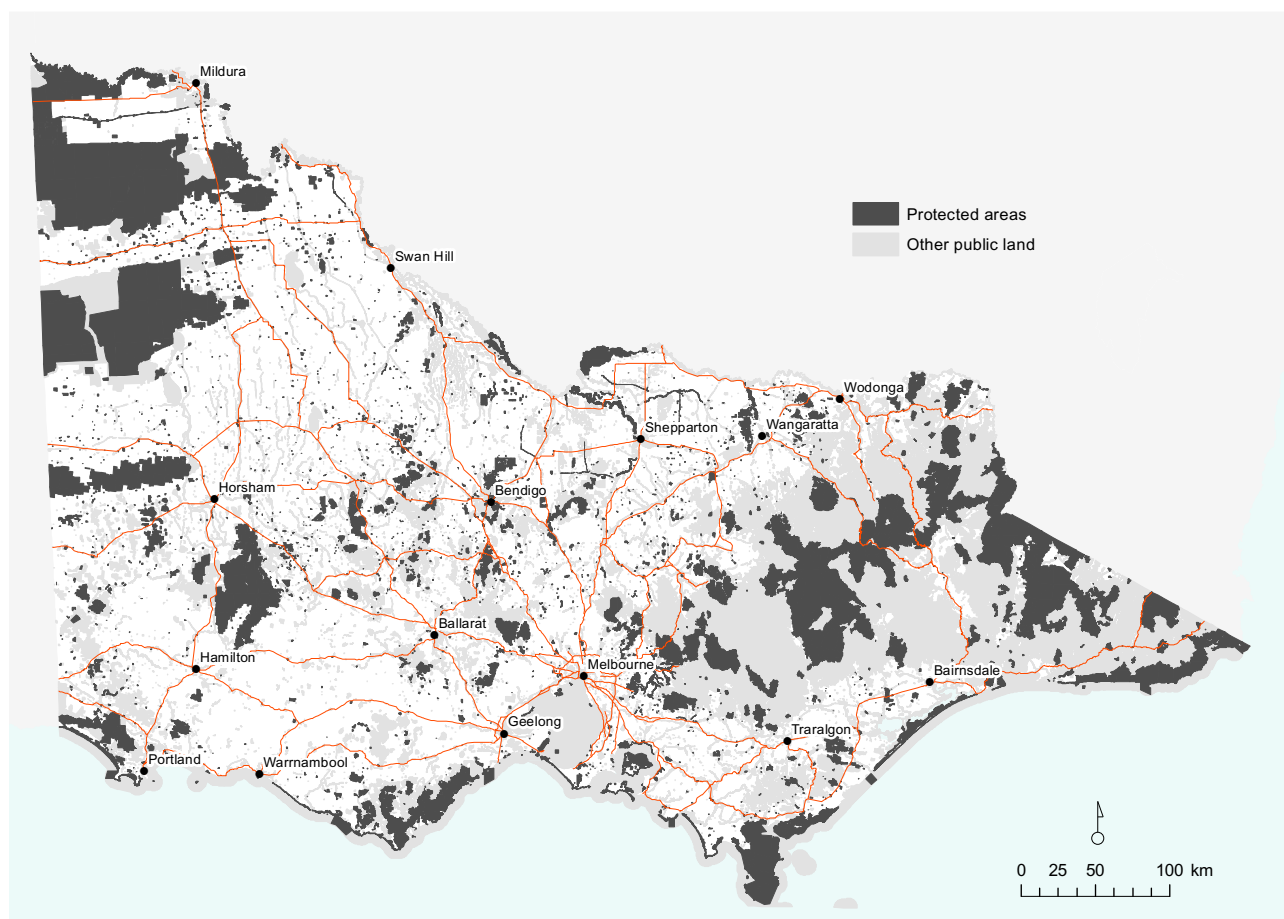 Mildura
Protected areas
Other public land
Swan Hill
Wodonga
Shepparton
Wangaratta
Horsham
Bendigo
Ballarat
Hamilton
Melbourne
Bairnsdale
Geelong
Traralgon
Portland
Warrnambool
0 25 50 100 km